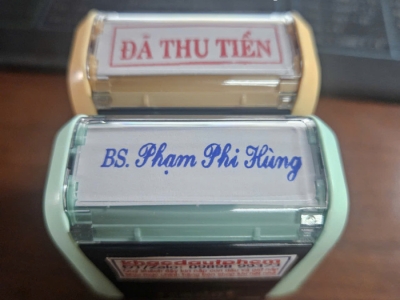 ĐÃ THU TIỀN
BS. Phạm Phi Hùng